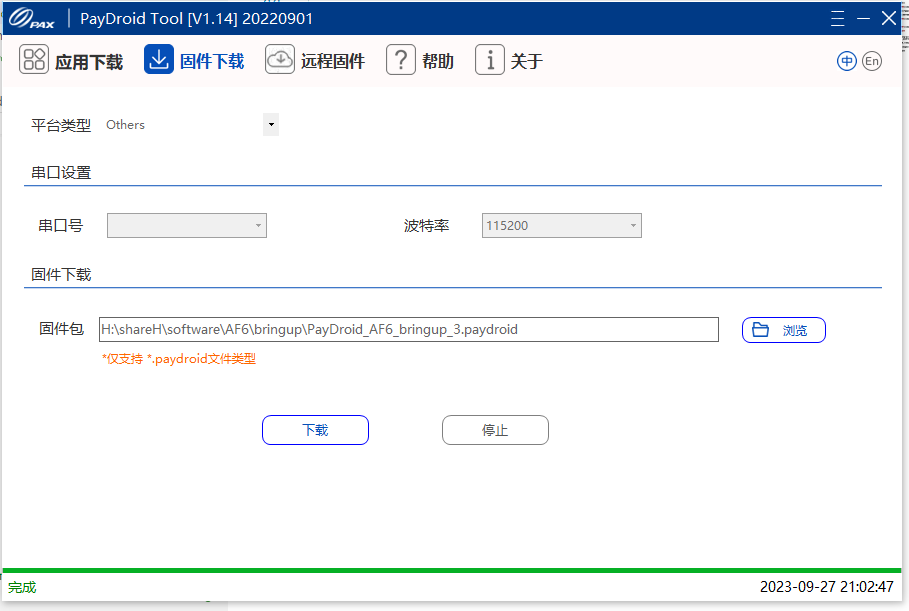 PAX PayDroid Tool [V1.14] 20220901
应用下载 固件下载 远程固件 帮助 关于 中 En
平台类型 Others
串口设置
串口号 波特率 115200
固件下载
固件包 H:\shareH\software\AF6\bringup\PayDroid_AF6_bringup_3.paydroid 浏览
*仅支持 *.paydroid文件类型
下载 停止
完成 2023-09-27 21:02:47